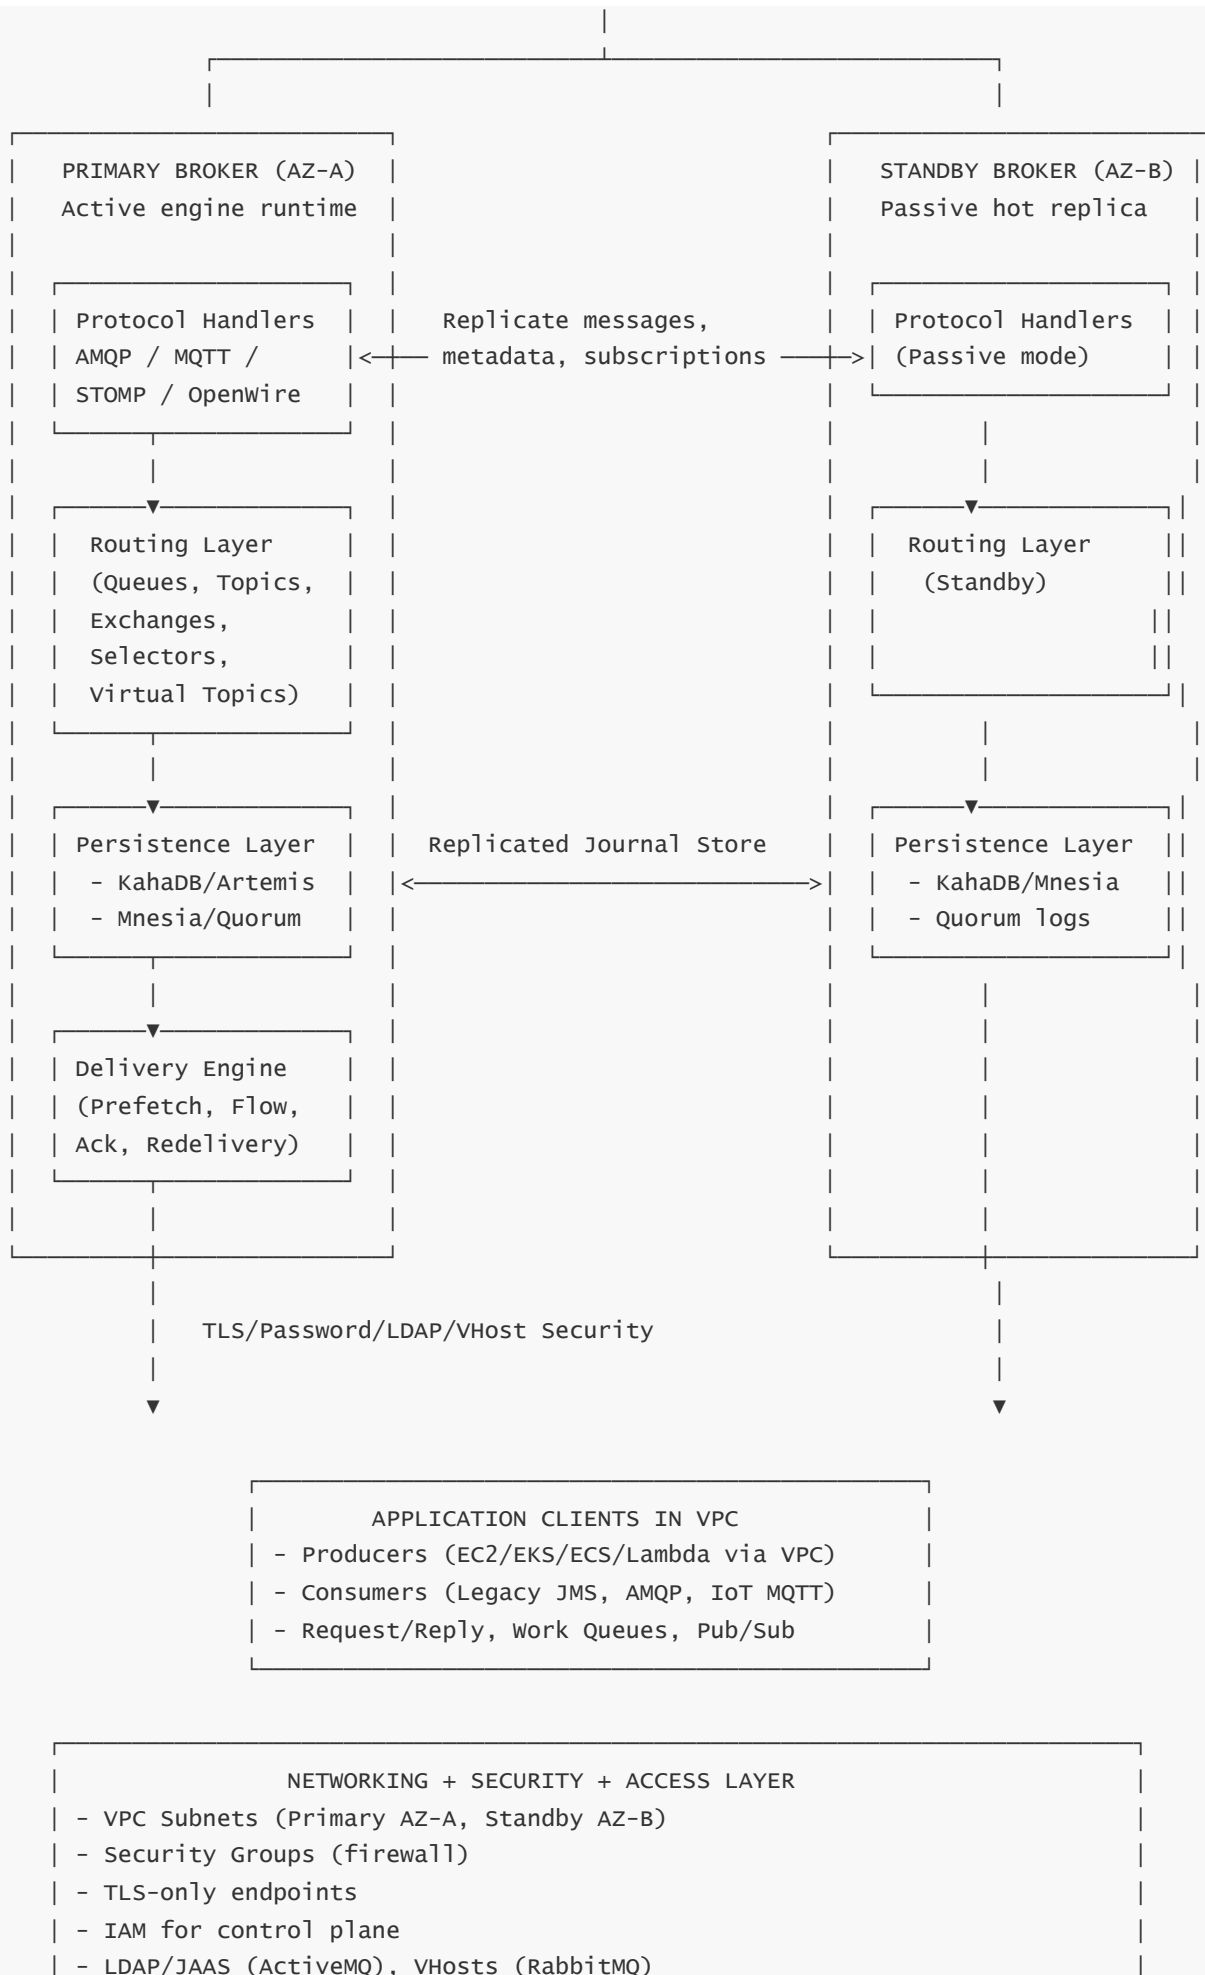 PRIMARY BROKER (AZ-A)
Active engine runtime
Protocol Handlers
AMQP / MQTT /
STOMP / OpenWire
Routing Layer
(Queues, Topics,
Exchanges,
Selectors,
Virtual Topics)
Persistence Layer
- KahaDB/Artemis
- Mnesia/Quorum
Delivery Engine
(Prefetch, Flow,
Ack, Redelivery)
Replicate messages,
metadata, subscriptions
Replicated Journal Store
STANDBY BROKER (AZ-B)
Passive hot replica
Protocol Handlers
(Passive mode)
Routing Layer
(Standby)
Persistence Layer
- KahaDB/Mnesia
- Quorum logs
TLS/Password/LDAP/VHost Security
APPLICATION CLIENTS IN VPC
- Producers (EC2/EKS/ECS/Lambda via VPC)
- Consumers (Legacy JMS, AMQP, IoT MQTT)
- Request/Reply, Work Queues, Pub/Sub
NETWORKING + SECURITY + ACCESS LAYER
- VPC Subnets (Primary AZ-A, Standby AZ-B)
- Security Groups (firewall)
- TLS-only endpoints
- IAM for control plane
- LDAP/JAAS (ActiveMQ), VHosts (RabbitMQ)